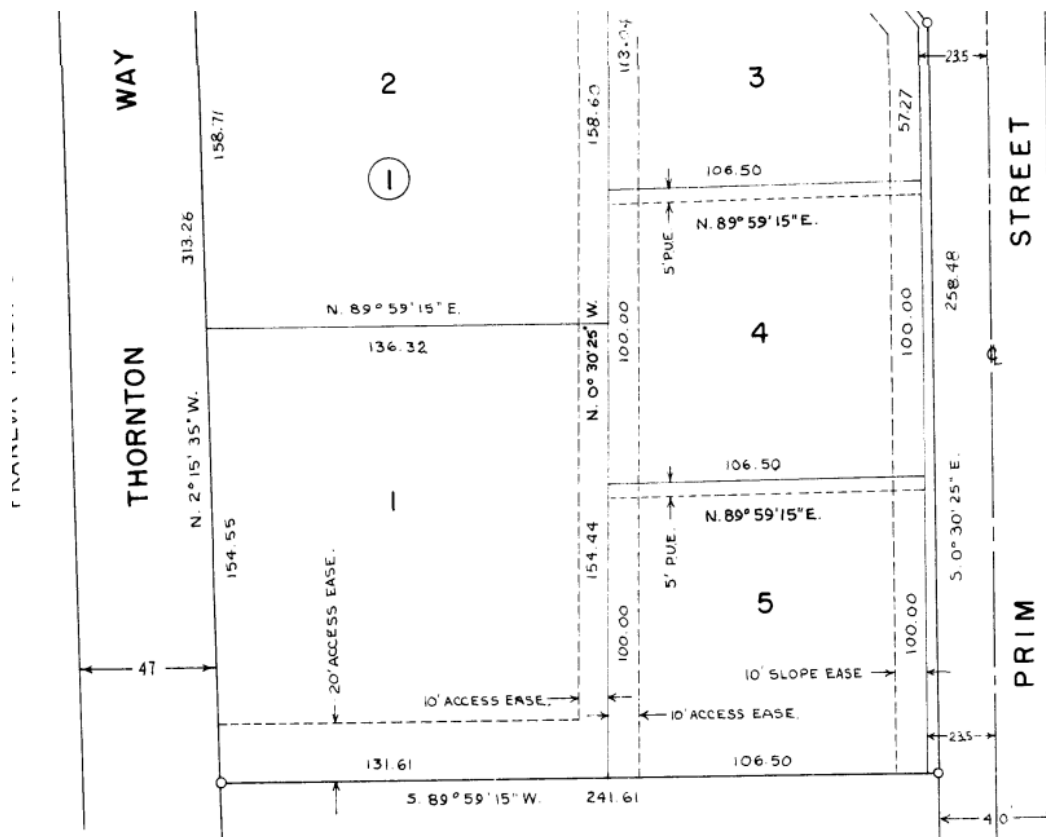 WAY
THORNTON
47
158.71
313.26
N. 2° 15' 35" W.
154.55
2
1
N. 89° 59' 15" E.
136.32
1
20' ACCESS EASE.
10' ACCESS EASE.
131.61
S. 89° 59' 15" W.
241.61
158.60
N. 0° 30' 25" W.
154.44
113.04
3
57.27
23.5
106.50
N. 89° 59' 15" E.
5' P.U.E.
100.00
4
100.00
258.48
106.50
N. 89° 59' 15" E.
5' P.U.E.
100.00
5
100.00
S. 0° 30' 25" E.
10' SLOPE EASE
10' ACCESS EASE.
106.50
23.5
40'
STREET
℄
PRIM